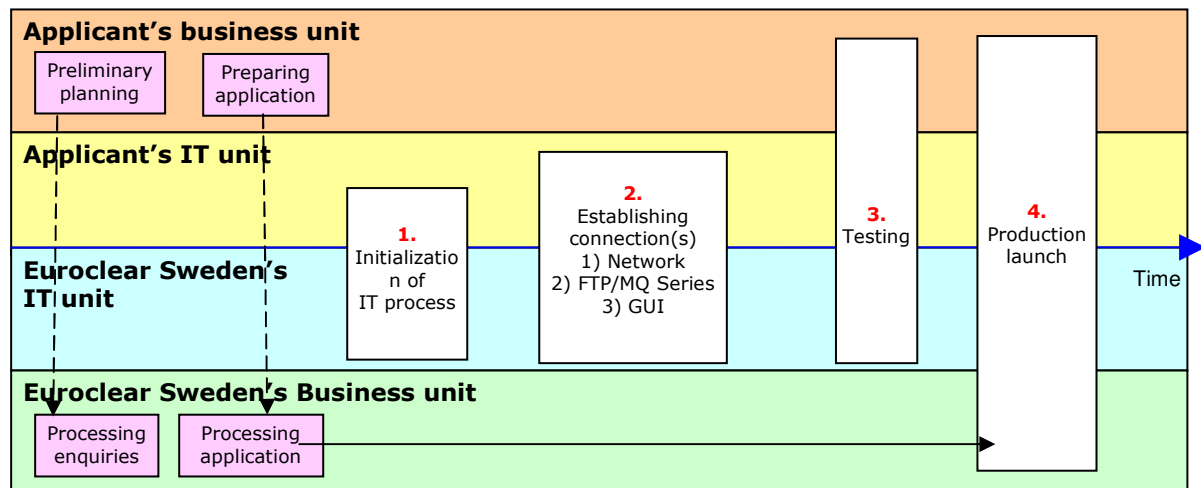 Applicant's business unit
Preliminary
planning
Preparing
application
Applicant's IT unit
1.
Initializatio
n of
IT process
2.
Establishing
connection(s)
1) Network
2) FTP/MQ Series
3) GUI
3.
Testing
4.
Production
launch
Time
Euroclear Sweden's
IT unit
Euroclear Sweden's Business unit
Processing
enquiries
Processing
application